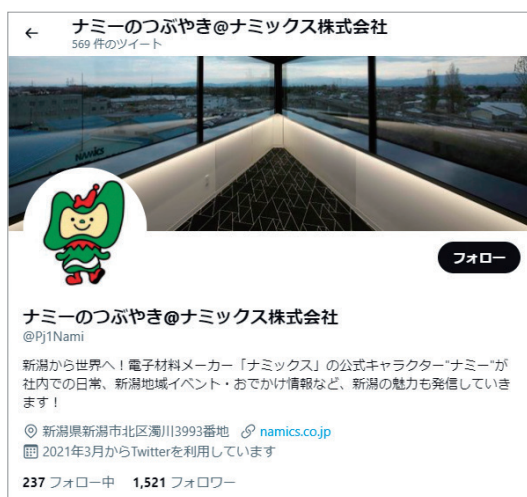 ナミーのつぶやき@ナミックス株式会社
569 件のツイート
NAMICS
フォロー
ナミーのつぶやき@ナミックス株式会社
@Pj1Nami
新潟から世界へ！電子材料メーカー「ナミックス」の公式キャラクター"ナミー"が
社内での日常、新潟地域イベント・おでかけ情報など、新潟の魅力も発信していき
ます！
新潟県新潟市北区濁川3993番地 namics.co.jp
2021年3月からTwitterを利用しています
237 フォロー中 1,521 フォロワー